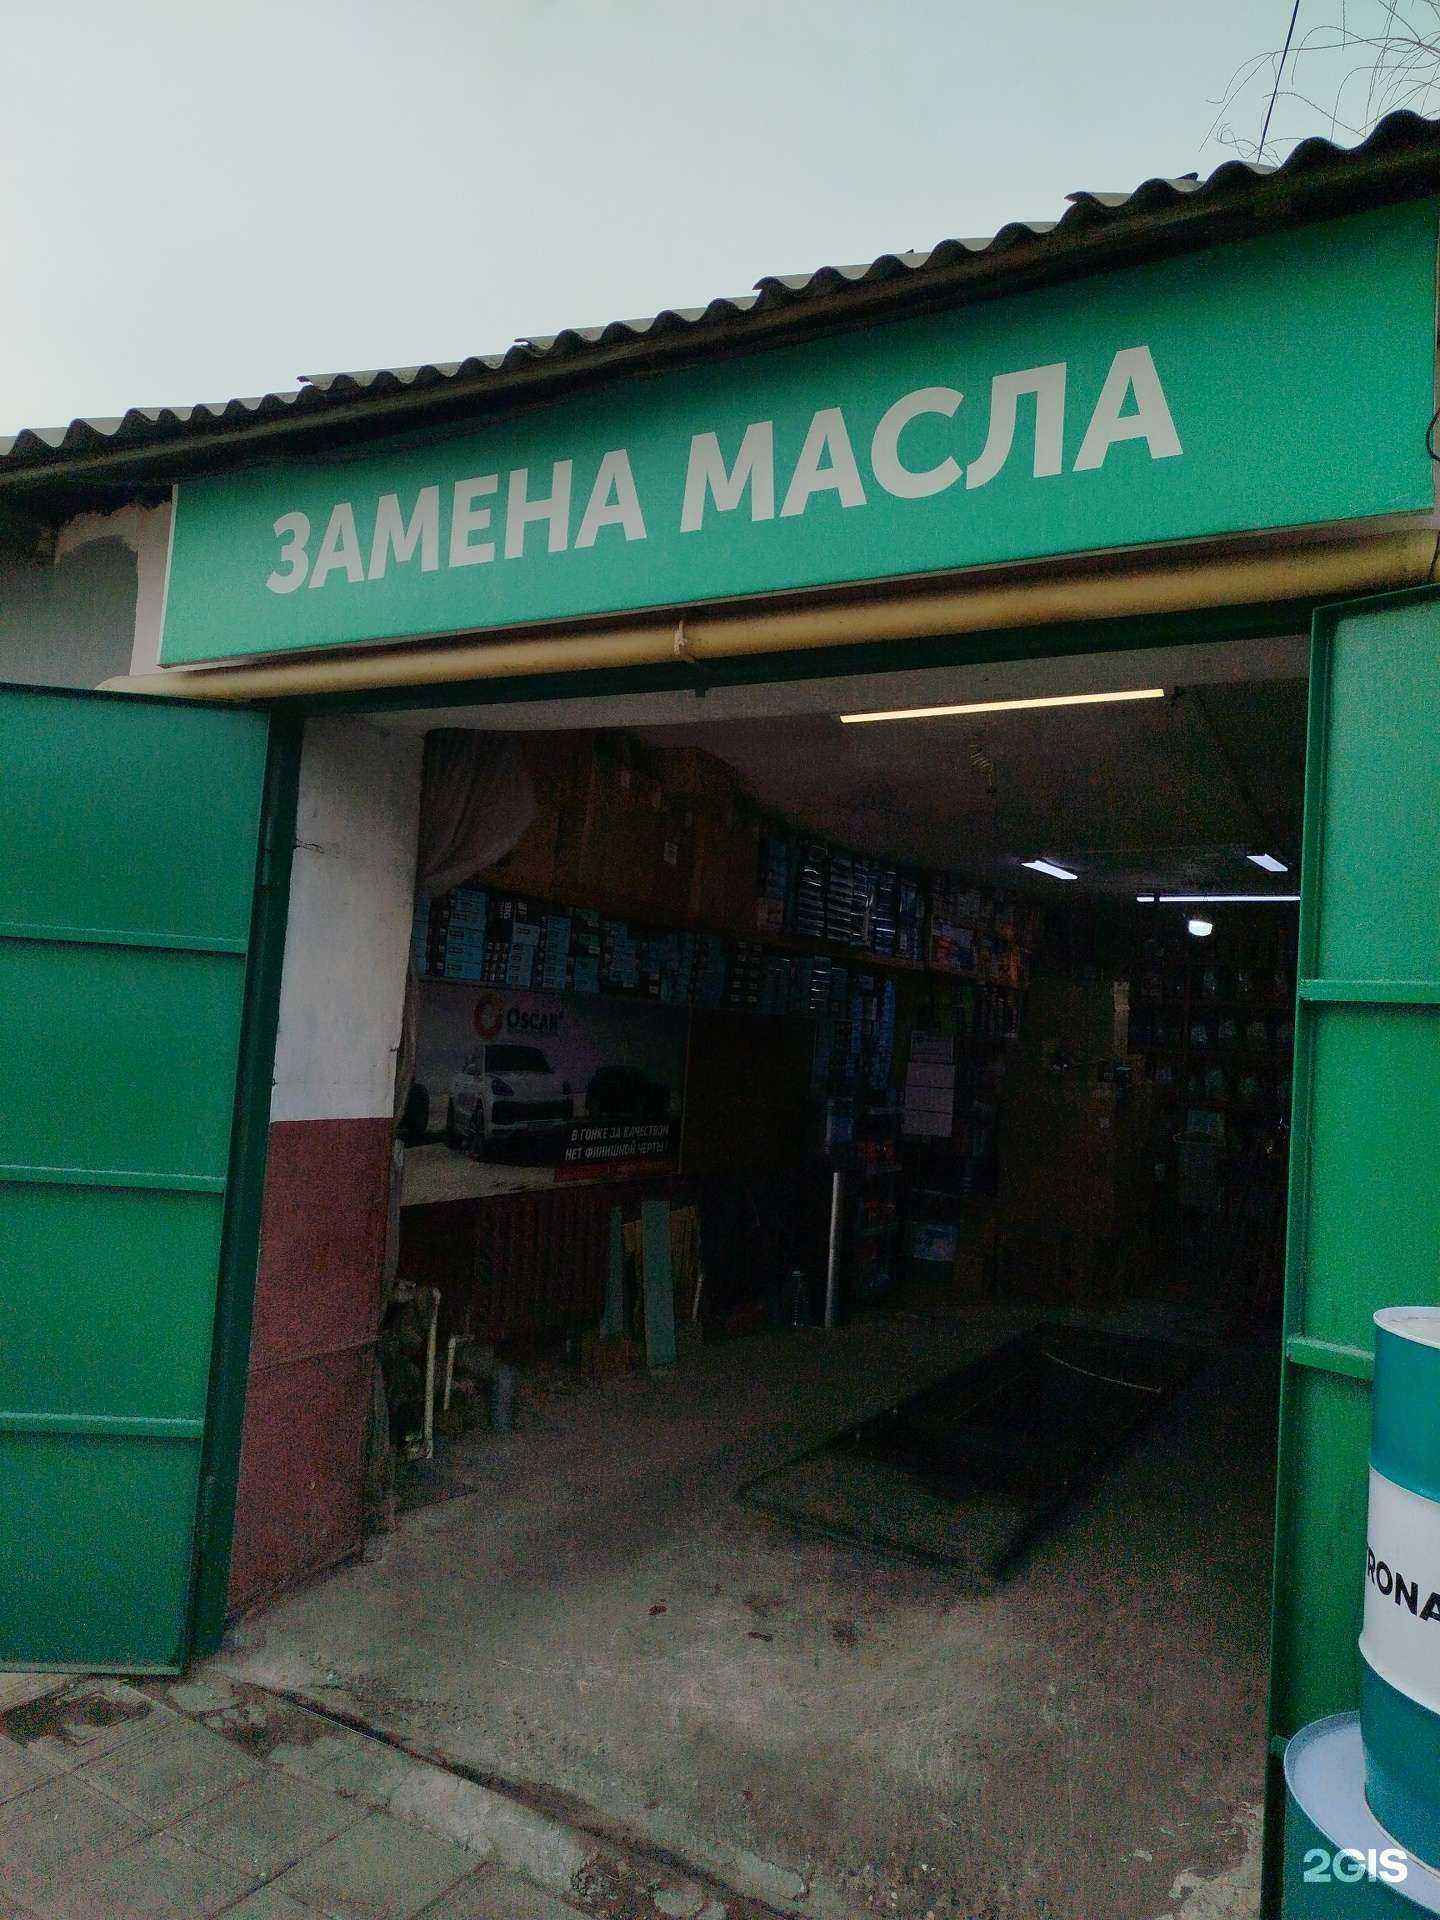 ЗАМЕНА МАСЛА
OSCAR
В ГОНКЕ ЗА КАЧЕСТВОМ
НЕТ ФИНИШНОЙ ЧЕРТЫ!
RONA
2GIS